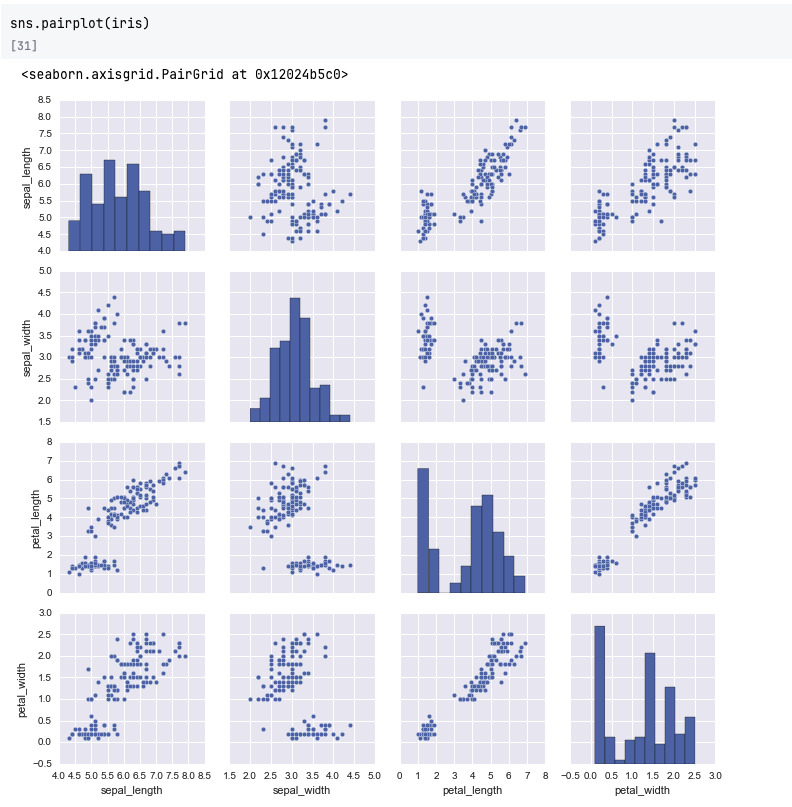 sns.pairplot(iris)
[31]
<seaborn.axisgrid.PairGrid at 0x12024b5c0>
8.5
8.0
7.5
7.0
6.5
6.0
5.5
5.0
4.5
4.0
sepal_length
5.0
4.5
4.0
3.5
3.0
2.5
2.0
1.5
sepal_width
8
7
6
5
4
3
2
1
0
petal_length
3.0
2.5
2.0
1.5
1.0
0.5
0.0
−0.5
petal_width
4.0 4.5 5.0 5.5 6.0 6.5 7.0 7.5 8.0 8.5
sepal_length
1.5 2.0 2.5 3.0 3.5 4.0 4.5 5.0
sepal_width
0 1 2 3 4 5 6 7 8
petal_length
−0.5 0.0 0.5 1.0 1.5 2.0 2.5 3.0
petal_width